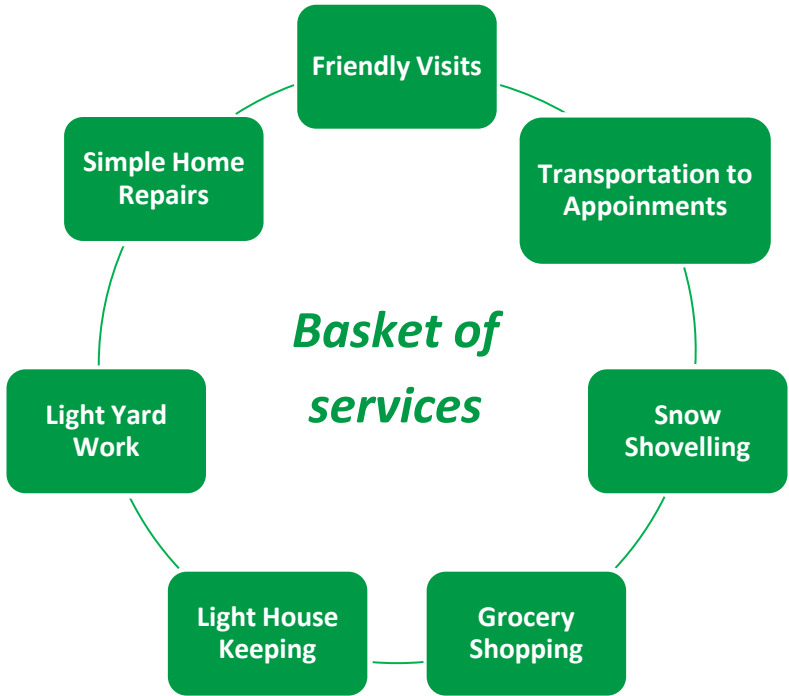 Friendly Visits
Transportation to
Appoinments
Snow
Shovelling
Grocery
Shopping
Light House
Keeping
Light Yard
Work
Simple Home
Repairs
Basket of
services